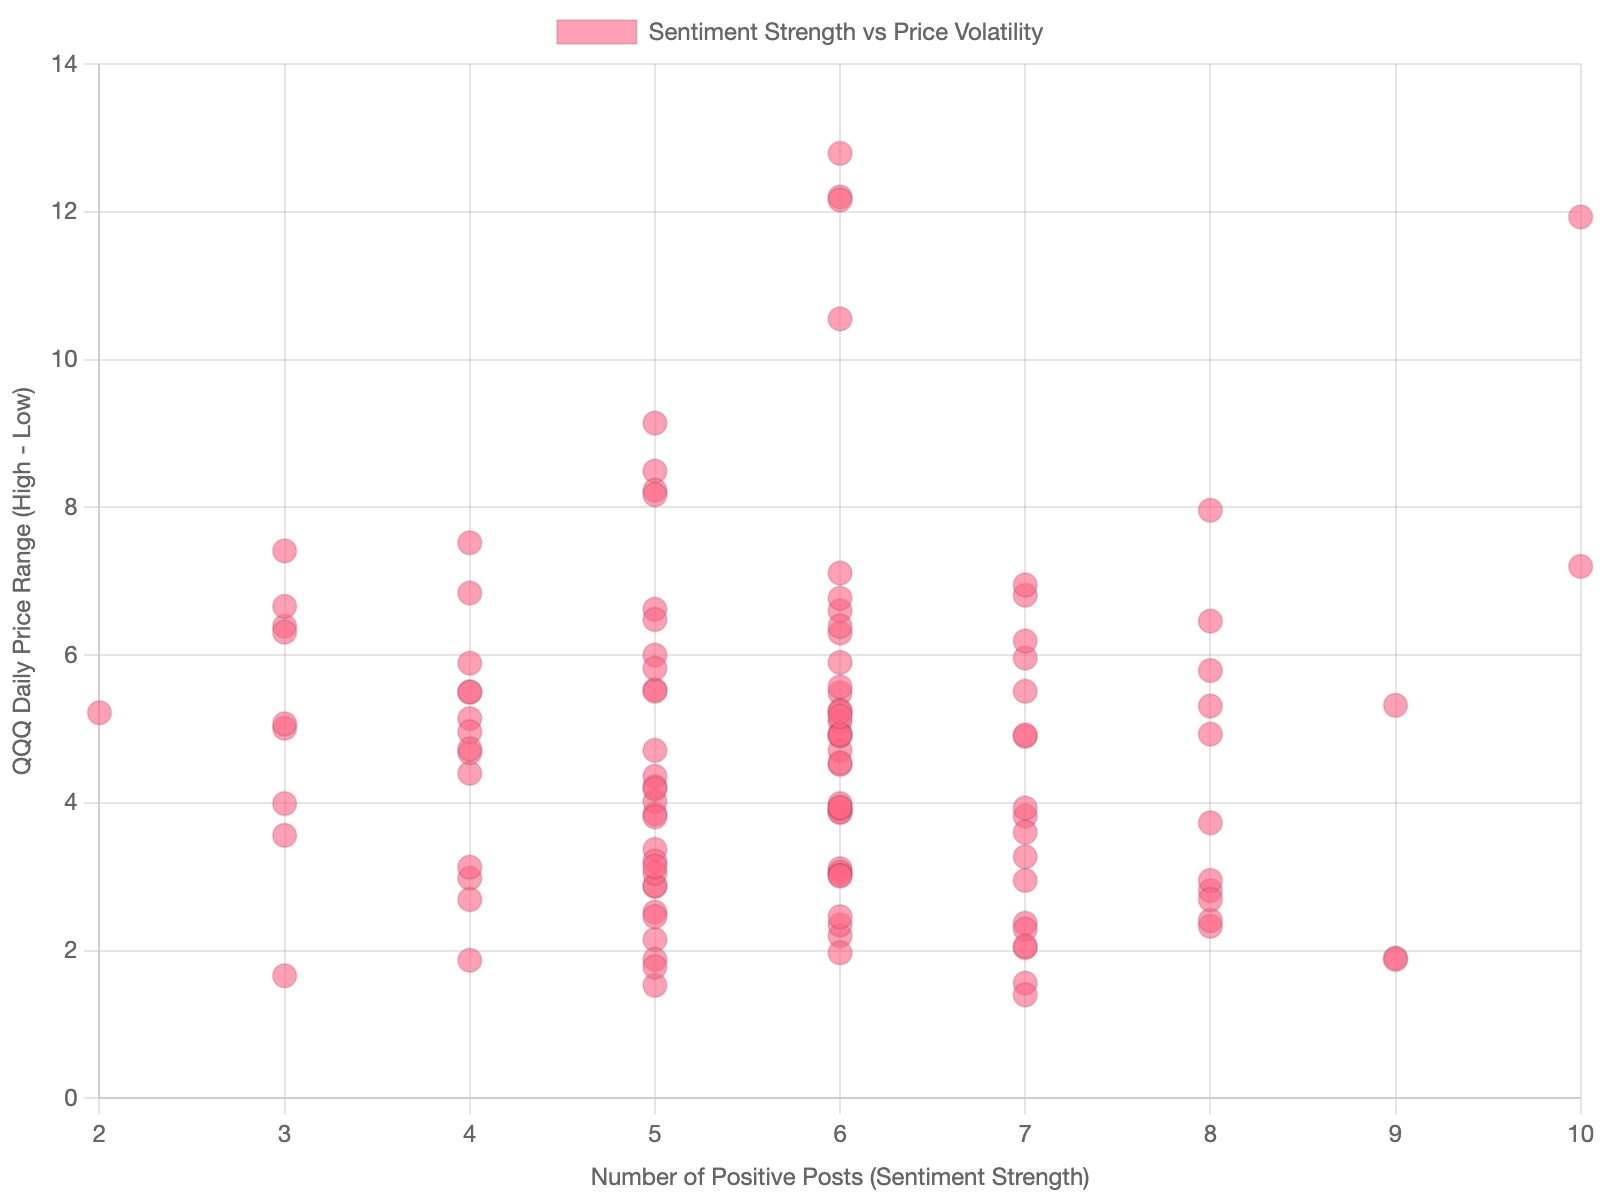 Sentiment Strength vs Price Volatility
14
12
10
8
6
4
2
0
QQQ Daily Price Range (High - Low)
2 3 4 5 6 7 8 9 10
Number of Positive Posts (Sentiment Strength)